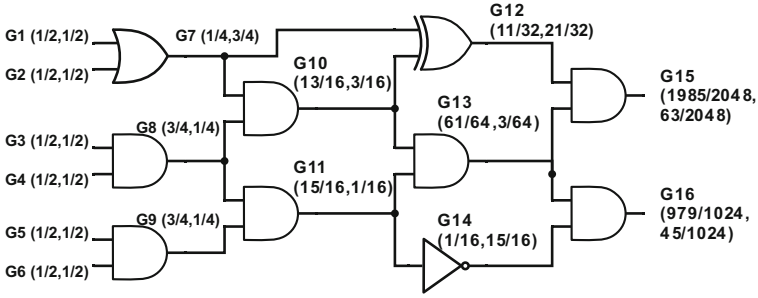 G1 (1/2,1/2)
G2 (1/2,1/2)
G3 (1/2,1/2)
G4 (1/2,1/2)
G5 (1/2,1/2)
G6 (1/2,1/2)
G7 (1/4,3/4)
G8 (3/4,1/4)
G9 (3/4,1/4)
G10
(13/16,3/16)
G11
(15/16,1/16)
G12
(11/32,21/32)
G13
(61/64,3/64)
G14
(1/16,15/16)
G15
(1985/2048,
63/2048)
G16
(979/1024,
45/1024)